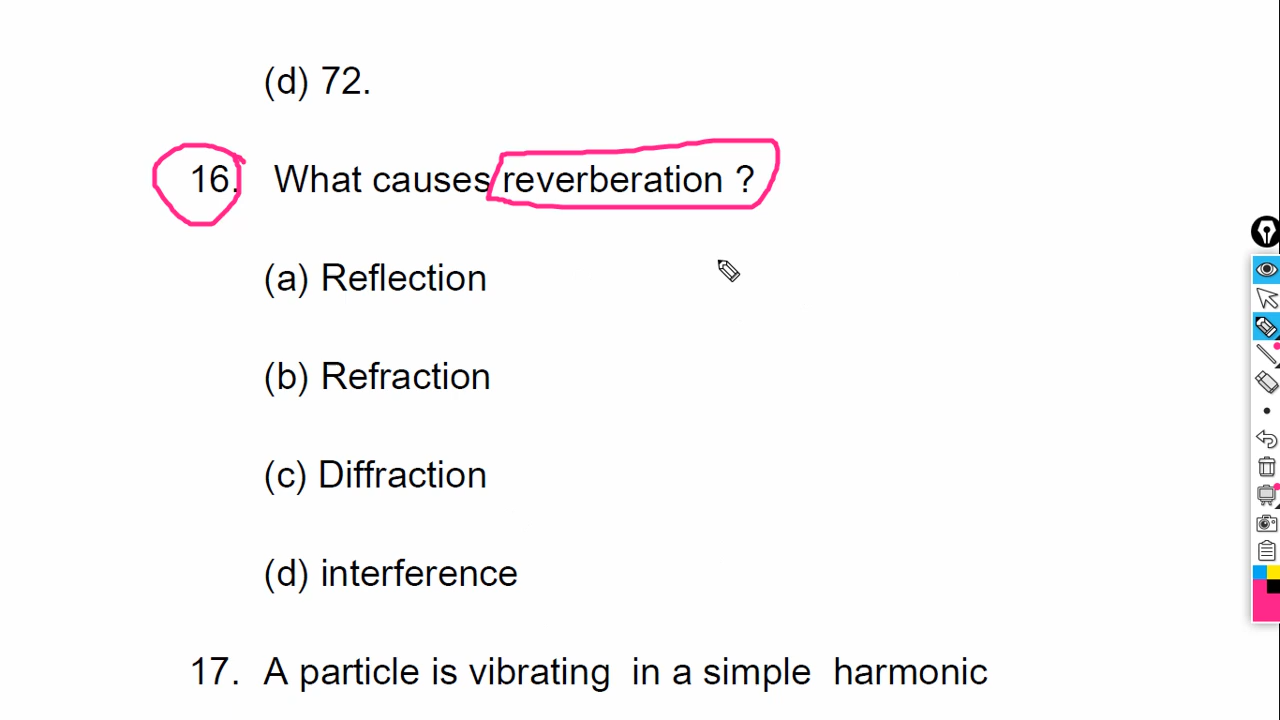 (d) 72.
16. What causes reverberation ?
(a) Reflection
(b) Refraction
(c) Diffraction
(d) interference
17. A particle is vibrating in a simple harmonic